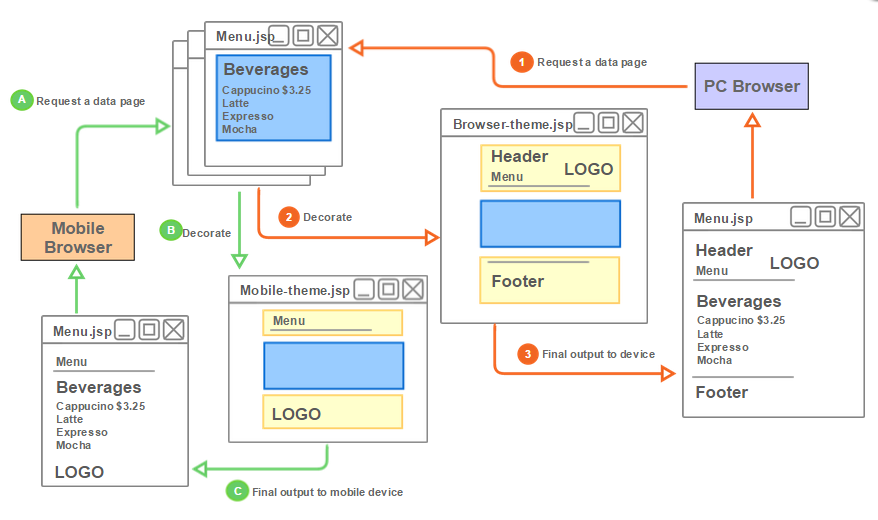 Menu.jsp
Beverages
Cappucino $3.25
Latte
Expresso
Mocha
1 Request a data page
PC Browser
A Request a data page
Browser-theme.jsp
Header
Menu
LOGO
Footer
Mobile
Browser
B Decorate
2 Decorate
Mobile-theme.jsp
Menu
LOGO
Menu.jsp
Header
Menu
LOGO
Beverages
Cappucino $3.25
Latte
Expresso
Mocha
Footer
3 Final output to device
Menu.jsp
Menu
Beverages
Cappucino $3.25
Latte
Expresso
Mocha
LOGO
C Final output to mobile device